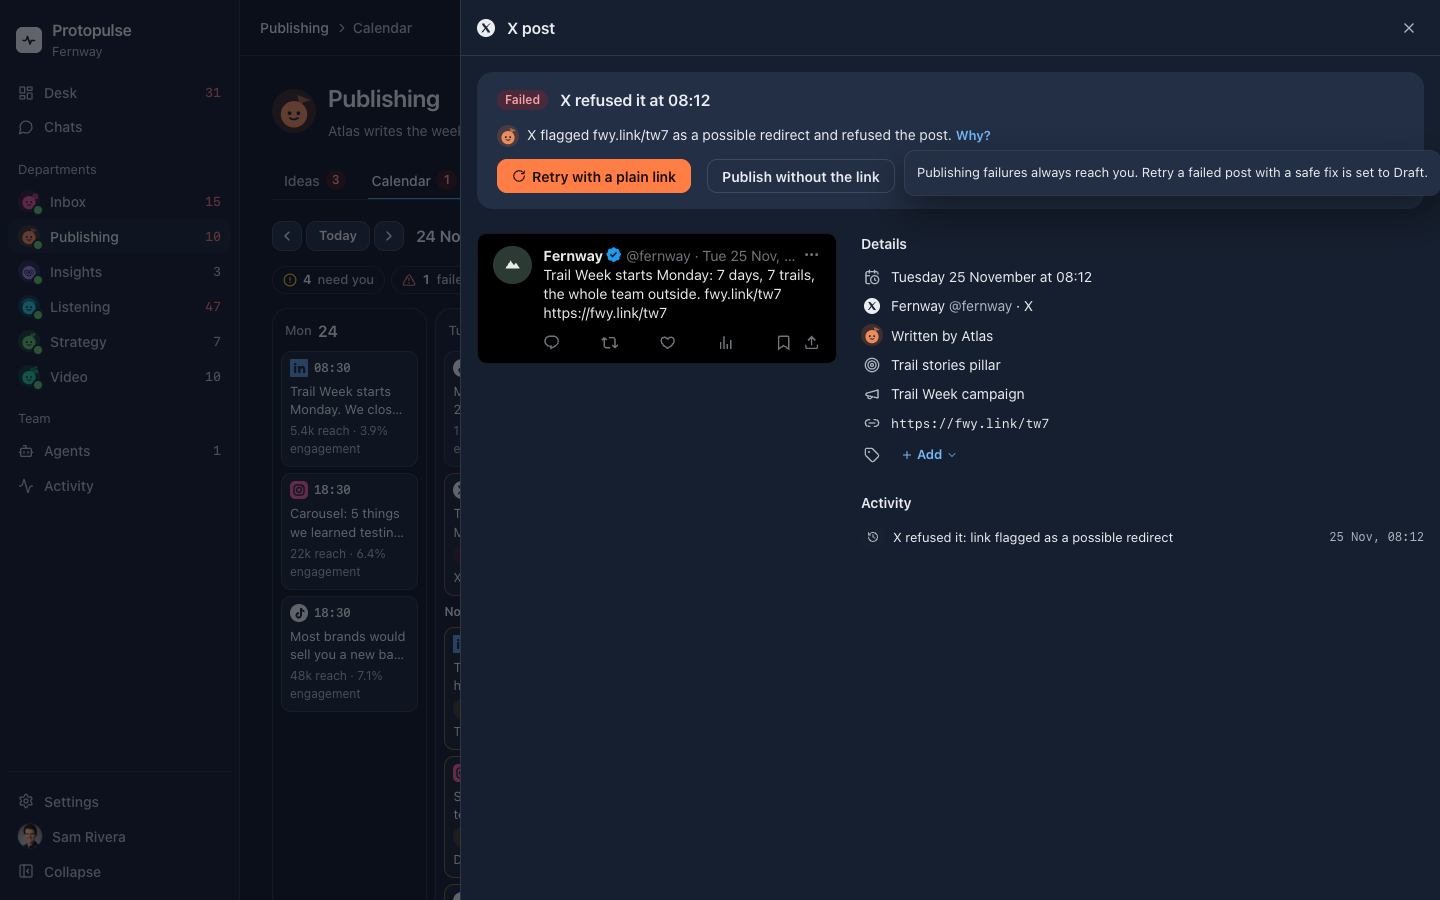 Protopulse
Fernway
Desk 31
Chats
Departments
Inbox 15
Publishing 10
Insights 3
Listening 47
Strategy 7
Video 10
Team
Agents 1
Activity
Settings
Sam Rivera
Collapse
Publishing > Calendar
Publishing
Atlas writes the
Ideas 3
Calendar 1
Today
24 No
4 need you
1 faile
Mon 24
08:30
Trail Week starts
Monday. We clos...
5.4k reach · 3.9%
engagement
18:30
Carousel: 5 things
we learned testin...
22k reach · 6.4%
engagement
18:30
Most brands would
sell you a new ba...
48k reach · 7.1%
engagement
No
X post
Failed X refused it at 08:12
X flagged fwy.link/tw7 as a possible redirect and refused the post. Why?
Retry with a plain link
Publish without the link
Publishing failures always reach you. Retry a failed post with a safe fix is set to Draft.
Fernway @fernway · Tue 25 Nov, ...
Trail Week starts Monday: 7 days, 7 trails,
the whole team outside. fwy.link/tw7
https://fwy.link/tw7
Details
Tuesday 25 November at 08:12
Fernway @fernway · X
Written by Atlas
Trail stories pillar
Trail Week campaign
https://fwy.link/tw7
+ Add
Activity
X refused it: link flagged as a possible redirect 25 Nov, 08:12